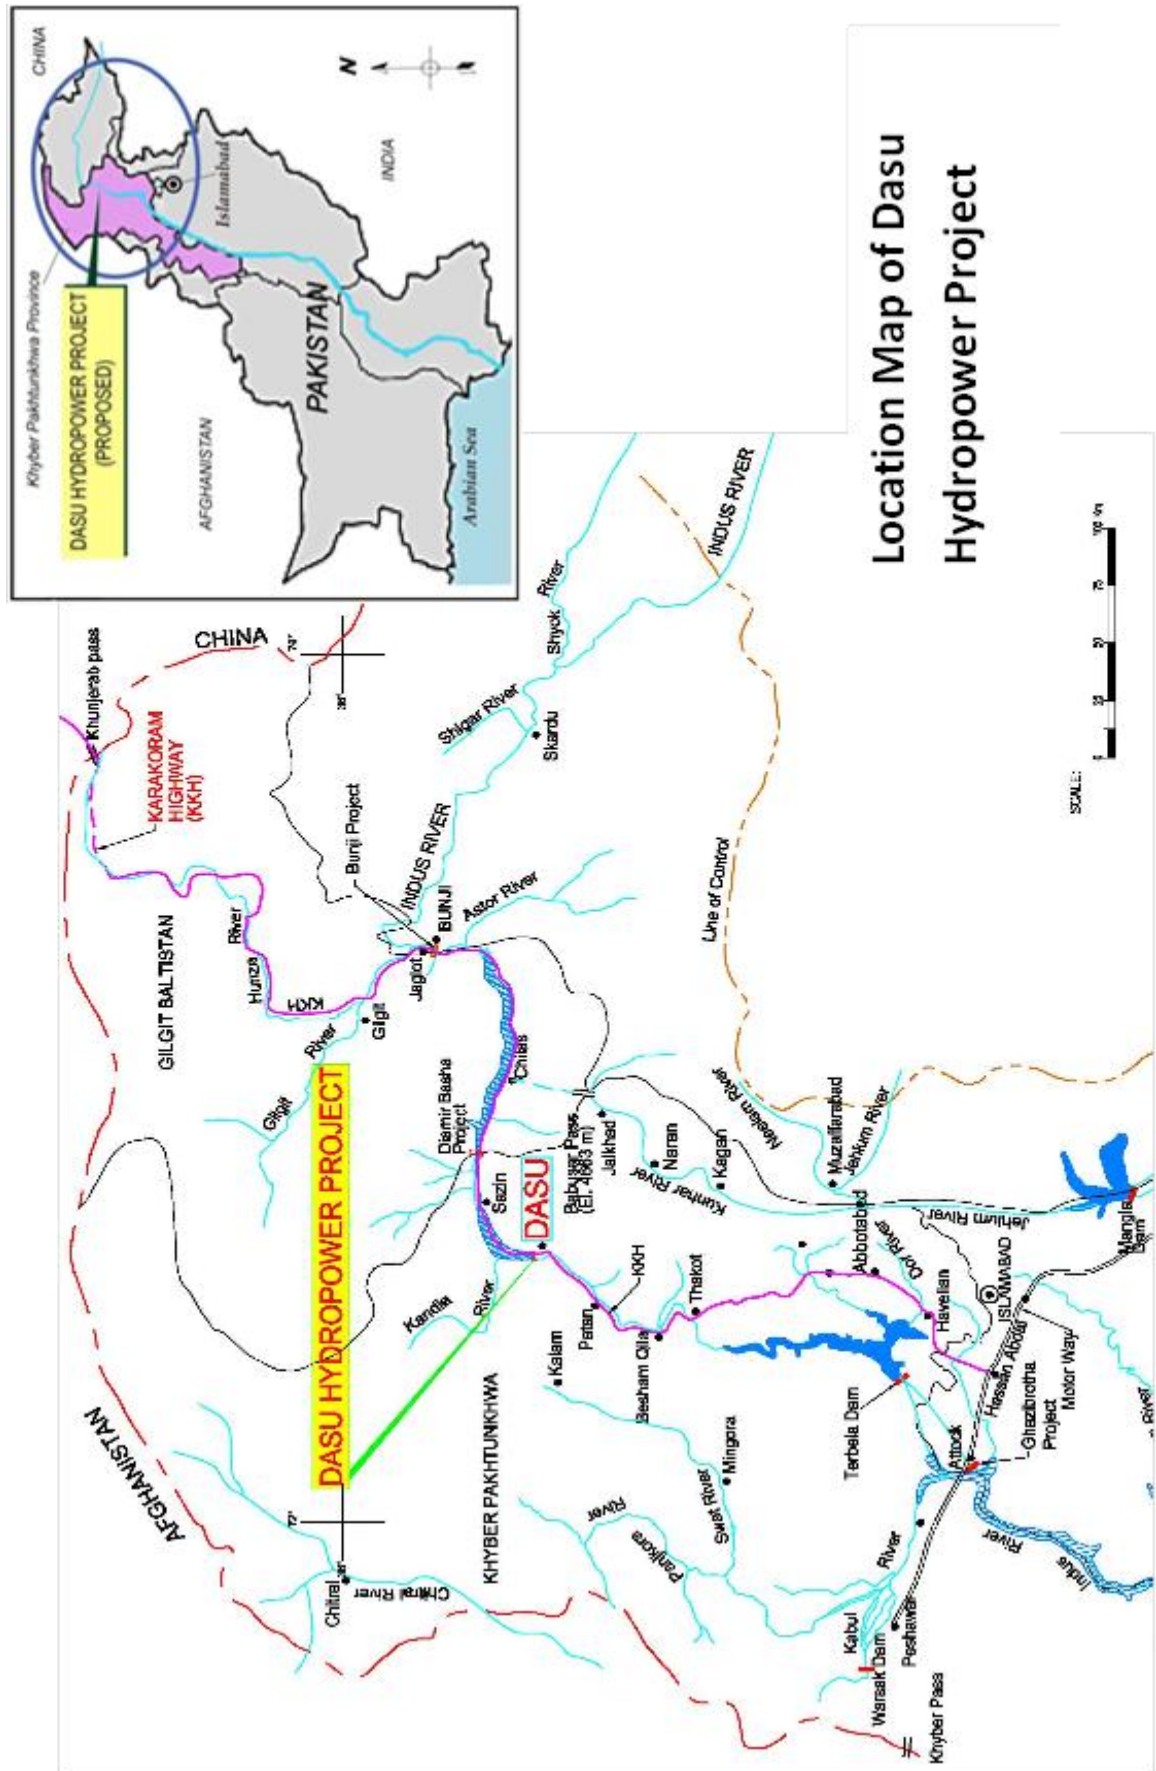 Location Map of Dasu
Hydropower Project
CHINA
N
INDIA
Islamabad
Khyber Pakhtunkhwa Province
DASU HYDROPOWER PROJECT
(PROPOSED)
PAKISTAN
AFGHANISTAN
Arabian Sea
Khunjerab pass
CHINA
KARAKORAM
HIGHWAY
(KKH)
GILGIT BALTISTAN
Hunza
River
KKH
Gilgit
River
Gilgit
Jaglot
BUNJI
Bunji Project
INDUS RIVER
Astor River
Shigar River
Skardu
Shyok
River
INDUS RIVER
Line of Control
SCALE:
AFGHANISTAN
DASU HYDROPOWER PROJECT
72°
Chitral
Chitral River
KHYBER PAKHTUNKHWA
Kandia
River
Diamir Basha
Project
Chilas
Sazin
DASU
Babusar Pass
Jalkhad
Naran
Kagan
Kunhar River
Neelam River
Muzaffarabad
Jehlum River
Jehlum River
Mangla
Dam
Kalam
Patan
KKH
Besham Qila
Thakot
Abbotabad
Dor River
Havelian
ISLAMABAD
Hassan Abdal
Motor Way
Ghazibrotha
Project
Attock
Terbela Dam
Mingora
Swat River
Panjkora
River
Kabul
River
Warsak Dam
Peshawar
Khyber Pass
Indus
River
River